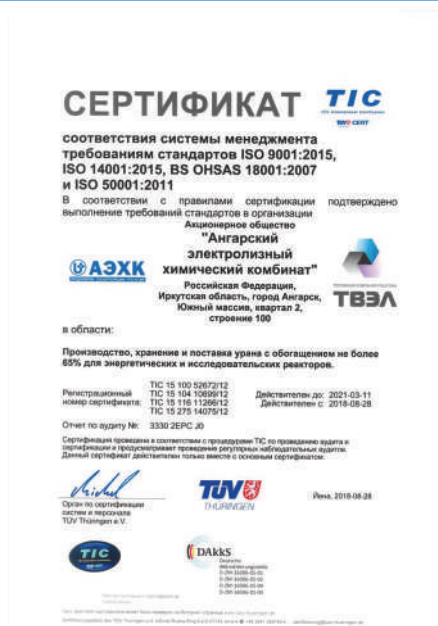 СЕРТИФИКАТ
TIC
TÜV CERT
соответствия системы менеджмента
требованиям стандартов ISO 9001:2015,
ISO 14001:2015, BS OHSAS 18001:2007
и ISO 50001:2011
В соответствии с правилами сертификации подтверждено
выполнение требований стандартов в организации
Акционерное общество
"Ангарский
электролизный
химический комбинат"
АЭХК
ТВЭЛ
Российская Федерация,
Иркутская область, город Ангарск,
Южный массив, квартал 2,
строение 100
в области:
Производство, хранение и поставка урана с обогащением не более
65% для энергетических и исследовательских реакторов.
Регистрационный
номер сертификата:
TIC 15 100 52672/12
TIC 15 104 10699/12
TIC 15 116 11266/12
TIC 15 275 14075/12
Действителен до: 2021-03-11
Действителен с: 2018-08-28
Отчет по аудиту №: 3330 2EPC J0
Сертификация проведена в соответствии с процедурами TIC по проведению аудита и
сертификации и предусматривает проведение регулярных наблюдательных аудитов.
Данный сертификат действителен только вместе с основным сертификатом.
Орган по сертификации
систем и персонала
TÜV Thüringen e.V.
TÜV
THÜRINGEN
Йена, 2018-08-28
TIC
DAkkS
Deutsche
Akkreditierungsstelle